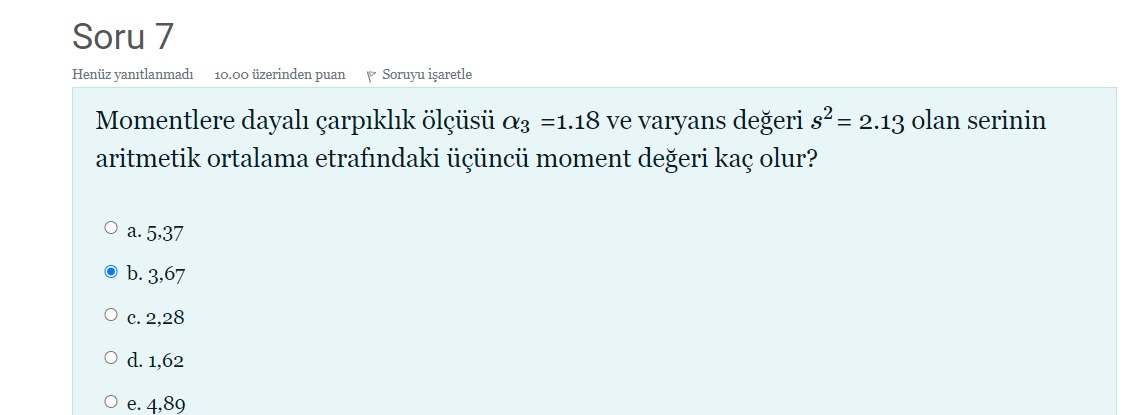 Soru 7
Henüz yanıtlanmadı 10.00 üzerinden puan Soruyu işaretle
Momentlere dayalı çarpıklık ölçüsü α₃ =1.18 ve varyans değeri s² = 2.13 olan serinin
aritmetik ortalama etrafındaki üçüncü moment değeri kaç olur?
a. 5,37
b. 3,67
c. 2,28
d. 1,62
e. 4,89